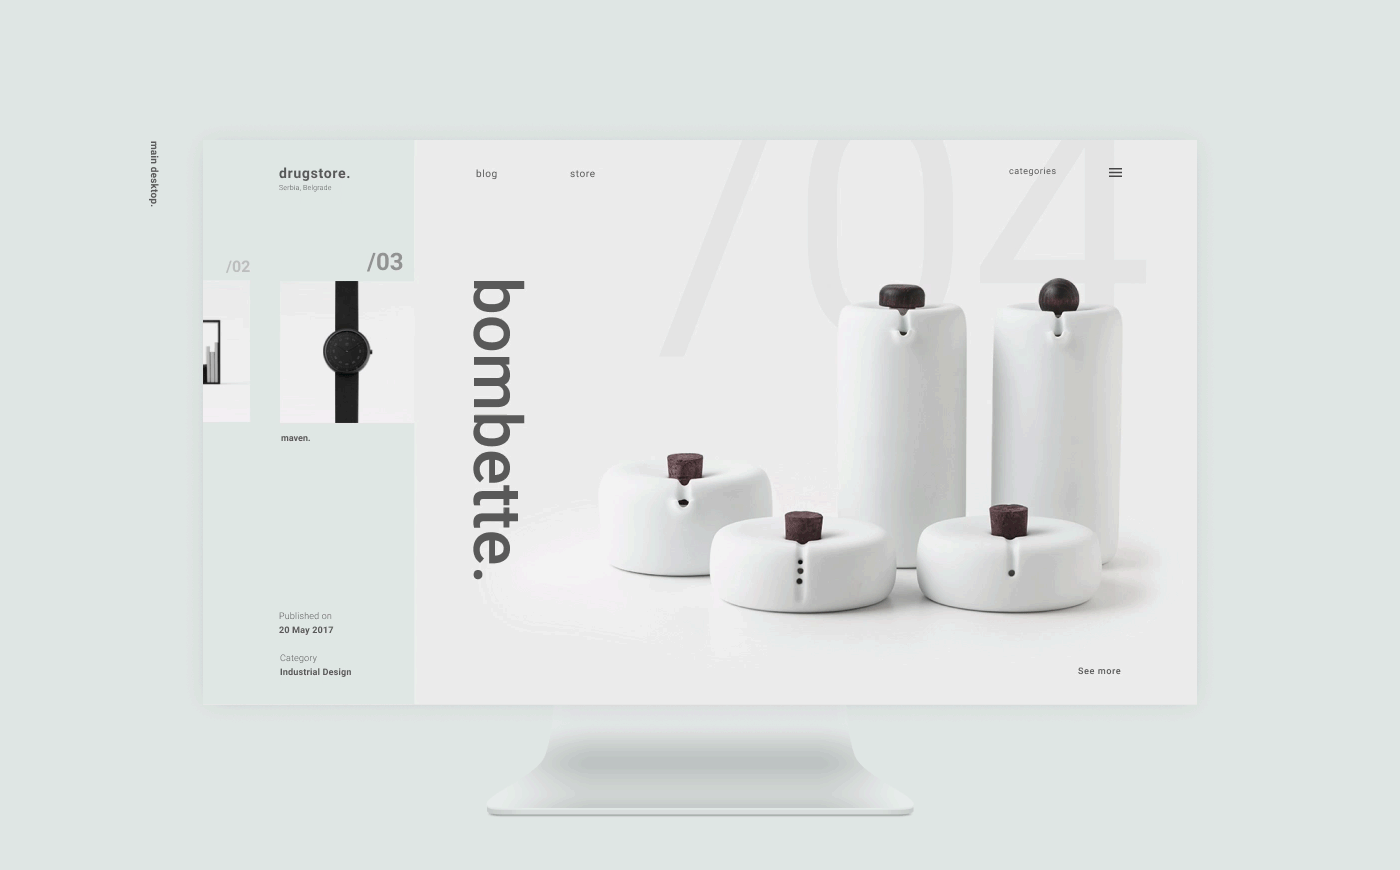 main desktop.
drugstore.
Serbia, Belgrade
blog
store
categories
/04
/02
/03
bombette.
maven.
Published on
20 May 2017
Category
Industrial Design
See more